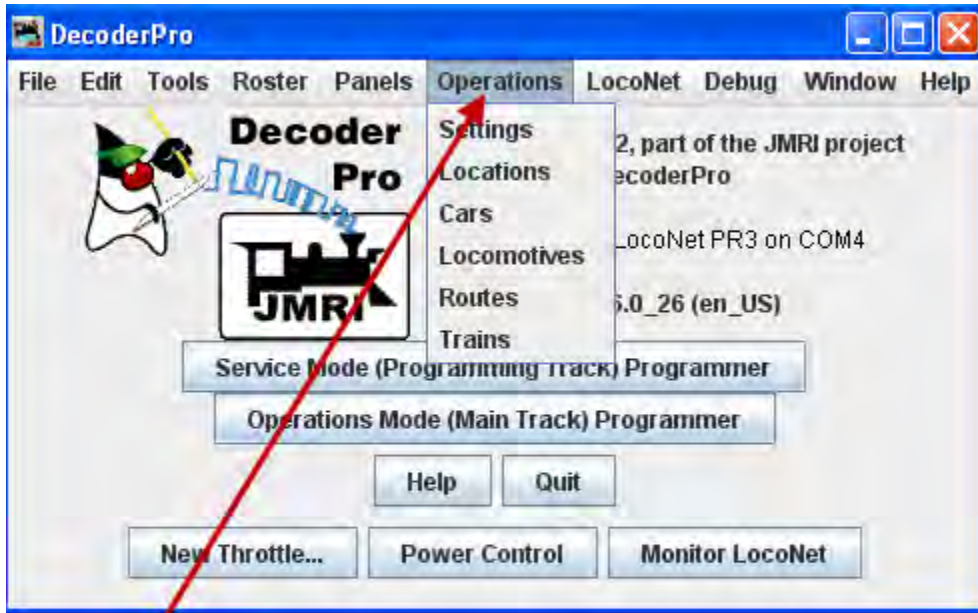 DecoderPro
File Edit Tools Roster Panels Operations LocoNet Debug Window Help
Decoder
Pro
JMRI
Settings
Locations
Cars
Locomotives
Routes
Trains
2, part of the JMRI project
ecoderPro
LocoNet PR3 on COM4
6.0_26 (en_US)
Service Mode (Programming Track) Programmer
Operations Mode (Main Track) Programmer
Help Quit
New Throttle... Power Control Monitor LocoNet